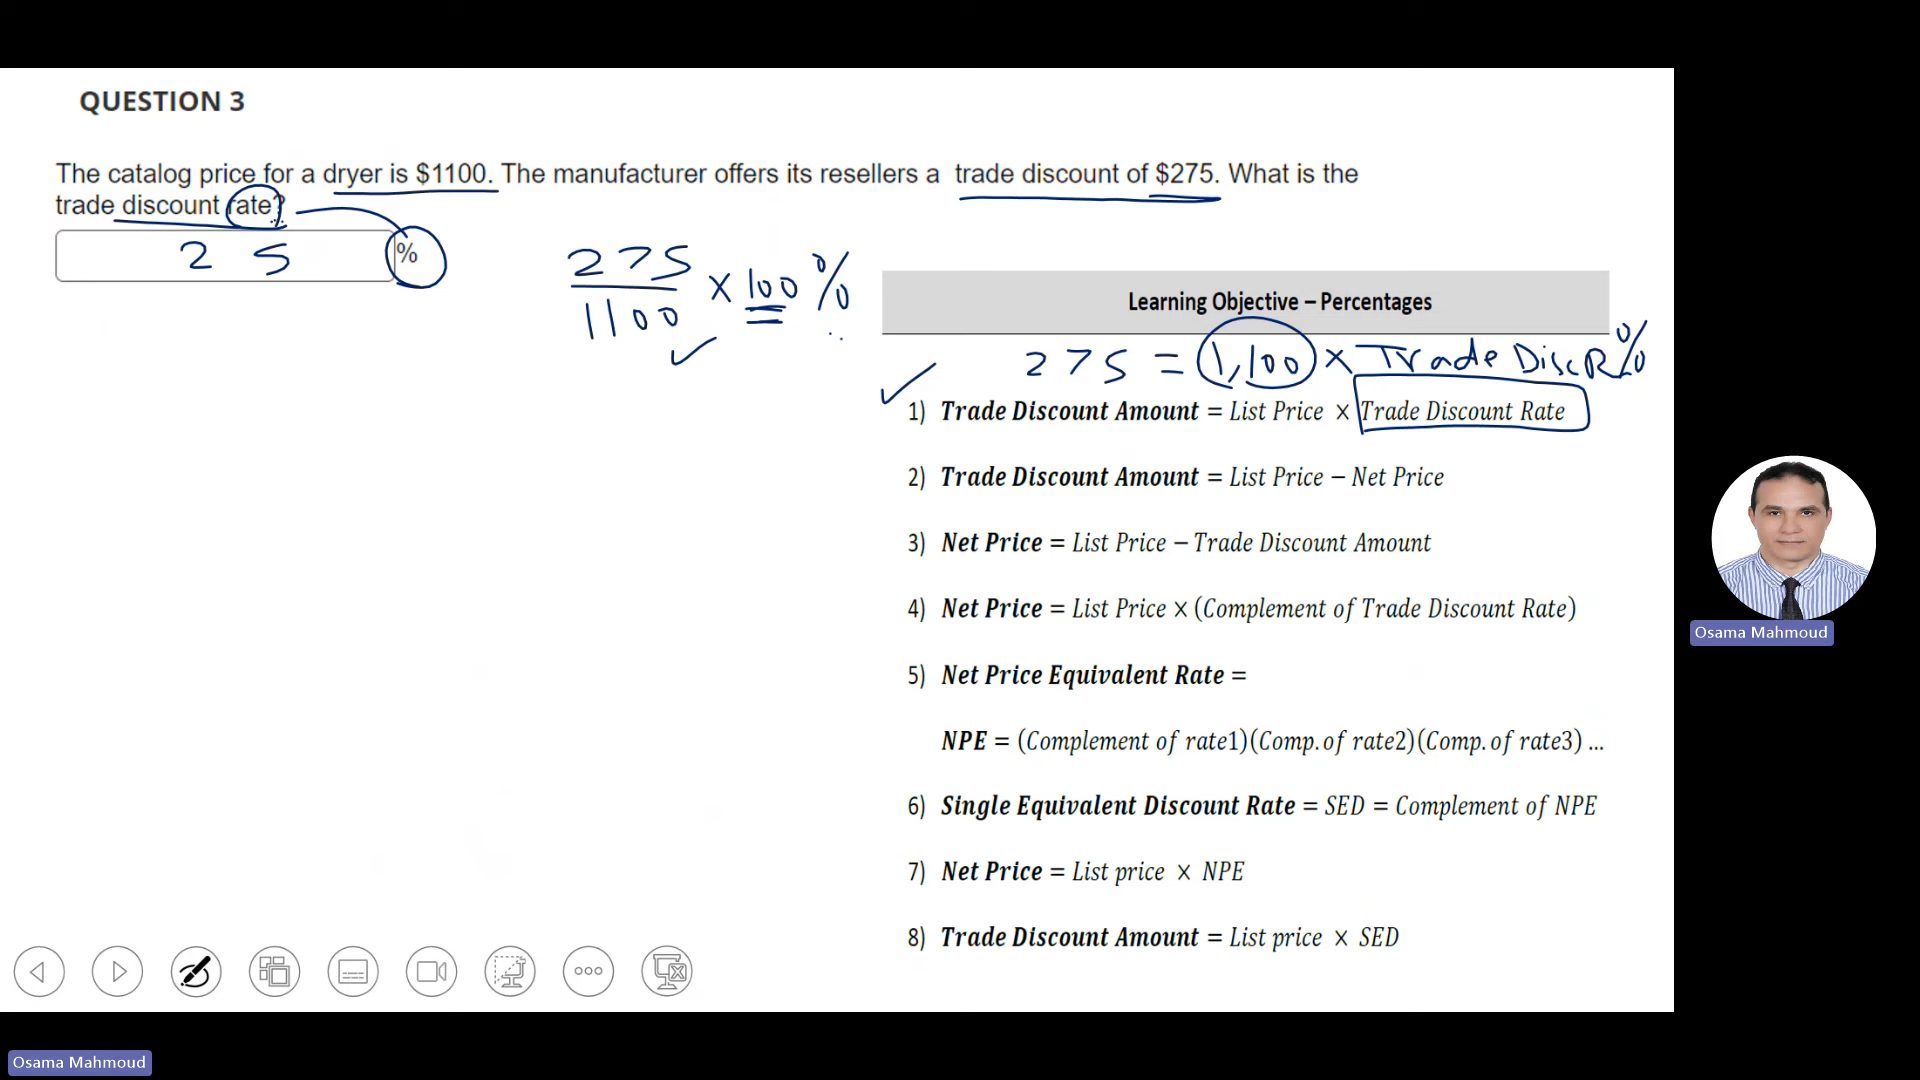 QUESTION 3
The catalog price for a dryer is $1100. The manufacturer offers its resellers a trade discount of $275. What is the
trade discount rate?
2 5 %
275
1100
× 100 %
Learning Objective – Percentages
275 = 1,100 × Trade Disc R %
1) Trade Discount Amount = List Price × Trade Discount Rate
2) Trade Discount Amount = List Price − Net Price
3) Net Price = List Price − Trade Discount Amount
4) Net Price = List Price × (Complement of Trade Discount Rate)
5) Net Price Equivalent Rate =
NPE = (Complement of rate1)(Comp. of rate2)(Comp. of rate3) ...
6) Single Equivalent Discount Rate = SED = Complement of NPE
7) Net Price = List price × NPE
8) Trade Discount Amount = List price × SED
Osama Mahmoud
Osama Mahmoud